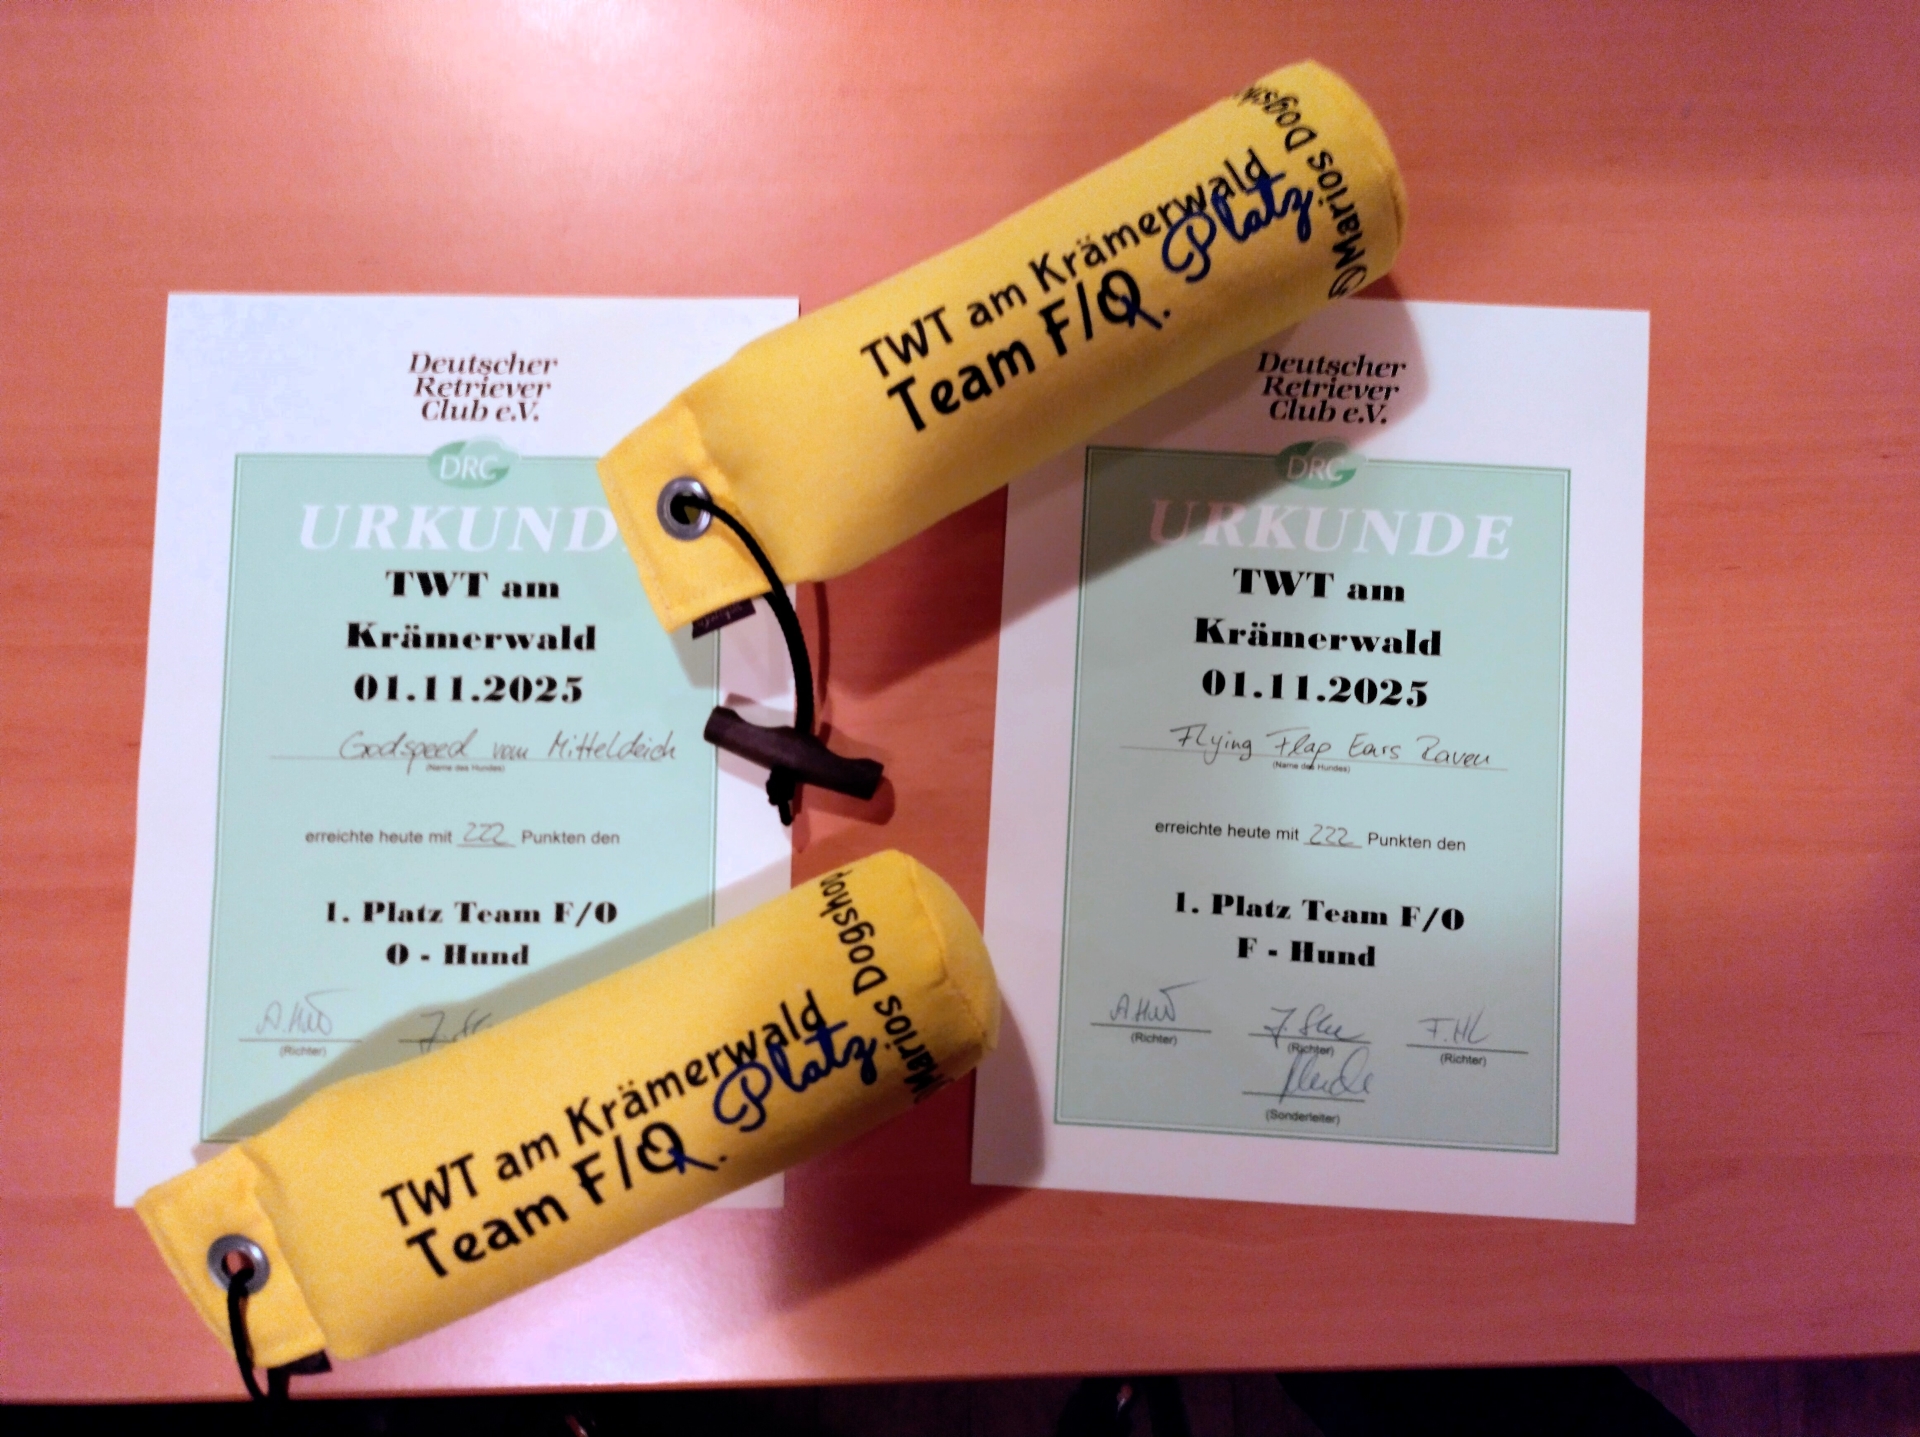 Deutscher
Retriever
Club e.V.
DRC
URKUNDE
TWT am
Krämerwald
01.11.2025
Godspeed vom Mitteldeich
(Name des Hundes)
erreichte heute mit 222 Punkten den
1. Platz Team F/O
O - Hund
(Richter)
TWT am Krämerwald
Team F/O 1. Platz
©Marios Dogsho
Deutscher
Retriever
Club e.V.
DRC
URKUNDE
TWT am
Krämerwald
01.11.2025
Flying Flap Ears Raven
(Name des Hundes)
erreichte heute mit 222 Punkten den
1. Platz Team F/O
F - Hund
(Richter)
(Richter)
(Richter)
(Sonderleiter)
TWT am Krämerwald
Team F/O 1. Platz
Marios Dogshop